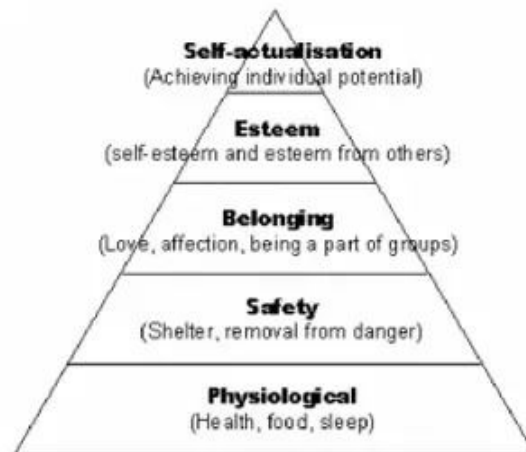 Self-actualisation
(Achieving individual potential)
Esteem
(self-esteem and esteem from others)
Belonging
(Love, affection, being a part of groups)
Safety
(Shelter, removal from danger)
Physiological
(Health, food, sleep)